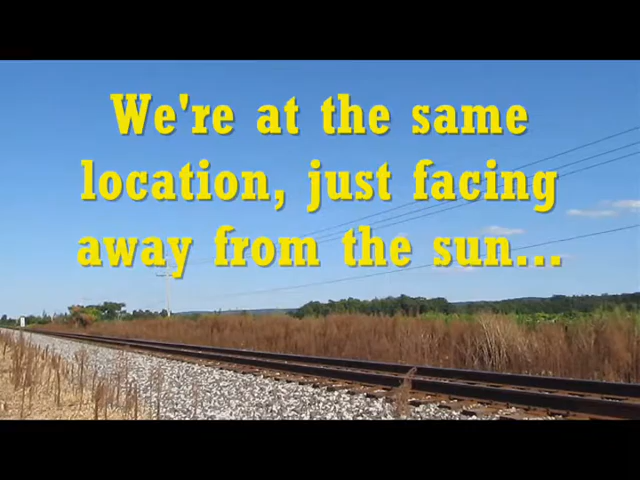 We're at the same
location, just facing
away from the sun...